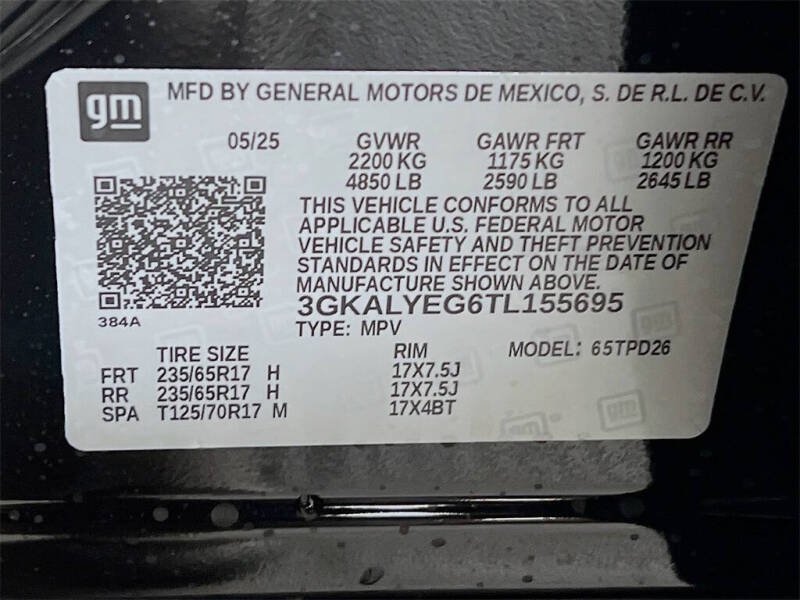 gm
MFD BY GENERAL MOTORS DE MEXICO, S. DE R.L. DE C.V.
05/25 GVWR GAWR FRT GAWR RR
2200 KG 1175 KG 1200 KG
4850 LB 2590 LB 2645 LB
THIS VEHICLE CONFORMS TO ALL
APPLICABLE U.S. FEDERAL MOTOR
VEHICLE SAFETY AND THEFT PREVENTION
STANDARDS IN EFFECT ON THE DATE OF
MANUFACTURE SHOWN ABOVE.
384A
3GKALYEG6TL155695
TYPE: MPV
TIRE SIZE RIM MODEL: 65TPD26
FRT 235/65R17 H 17X7.5J
RR 235/65R17 H 17X7.5J
SPA T125/70R17 M 17X4BT